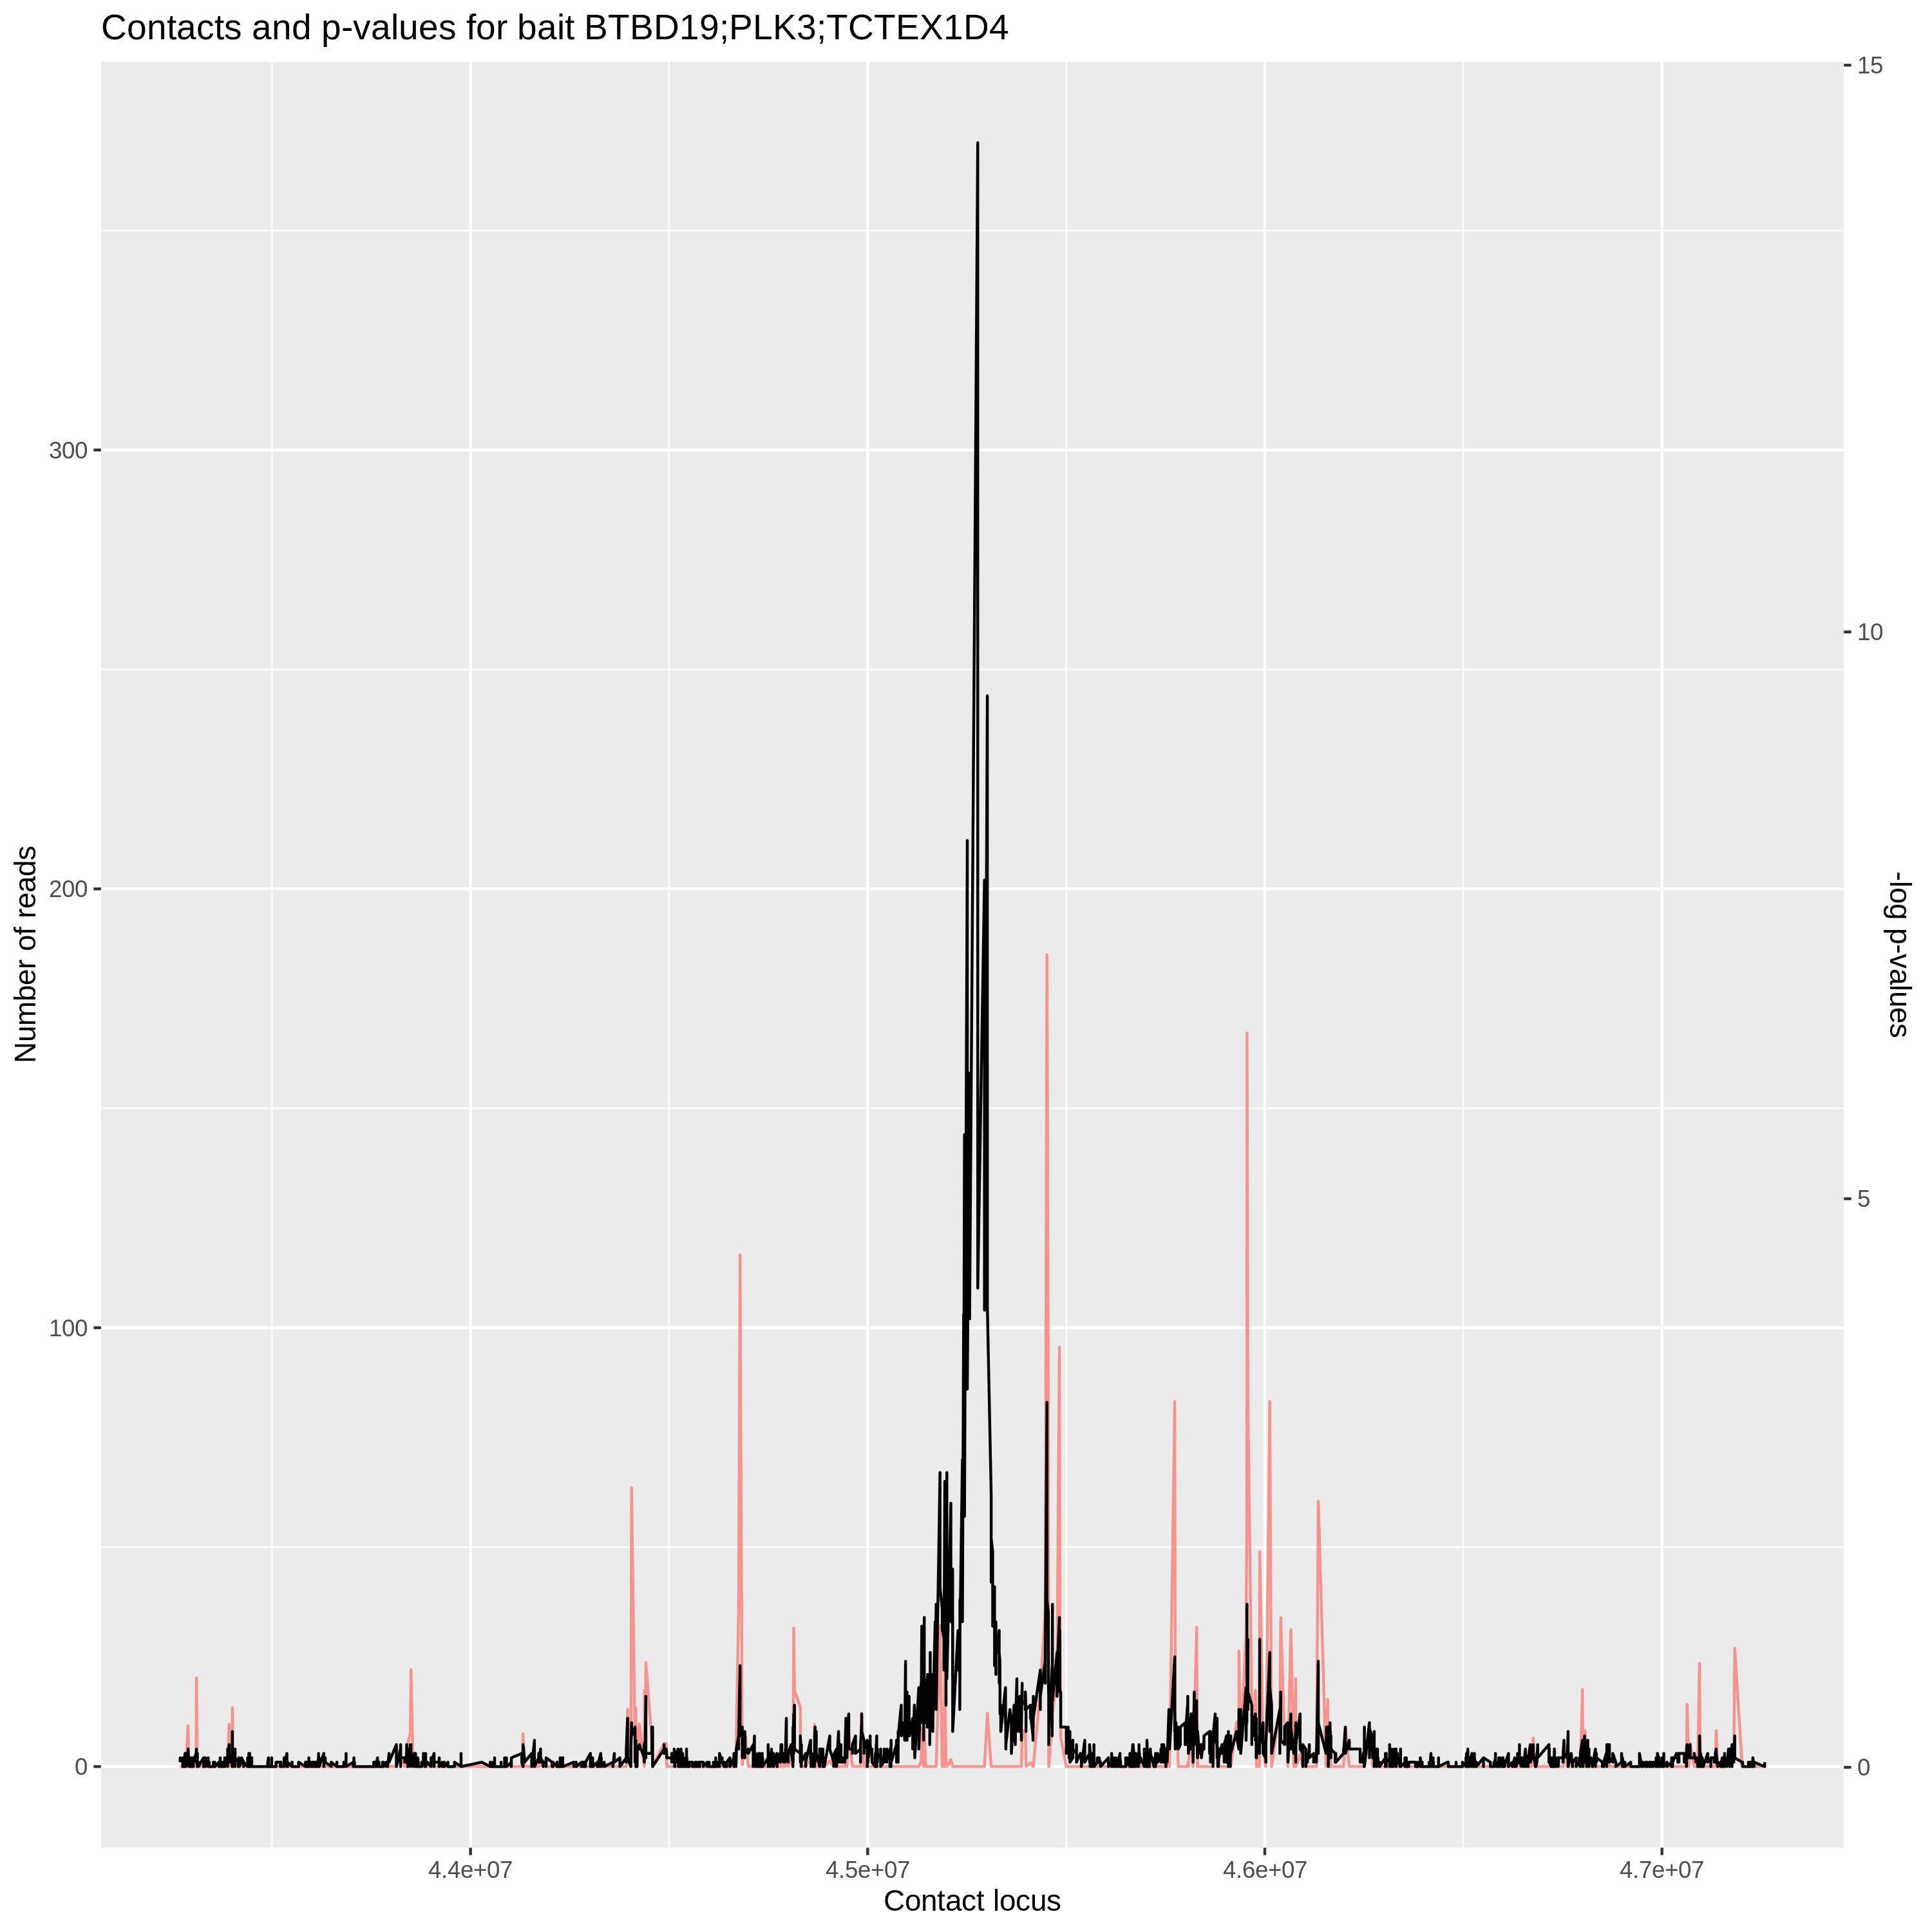 Contacts and p-values for bait BTBD19;PLK3;TCTEX1D4
Number of reads
300
200
100
0
15
10
5
0
-log p-values
4.4e+07
4.5e+07
4.6e+07
4.7e+07
Contact locus